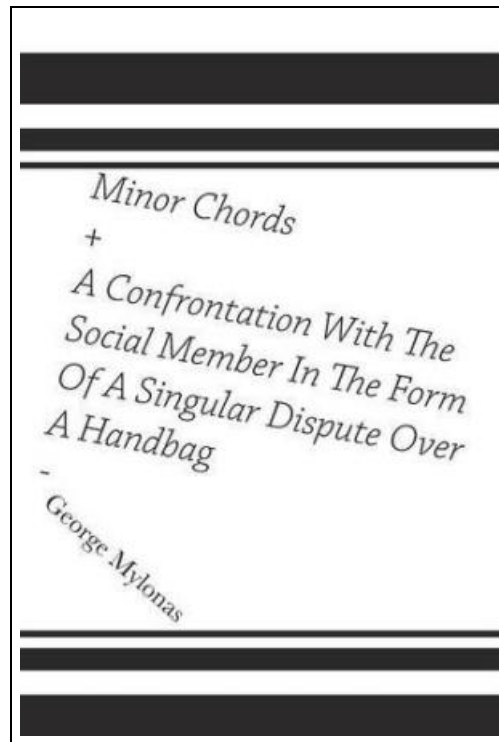 Minor Chords
+
A Confrontation With The
Social Member In The Form
Of A Singular Dispute Over
A Handbag
-
George Mylonas